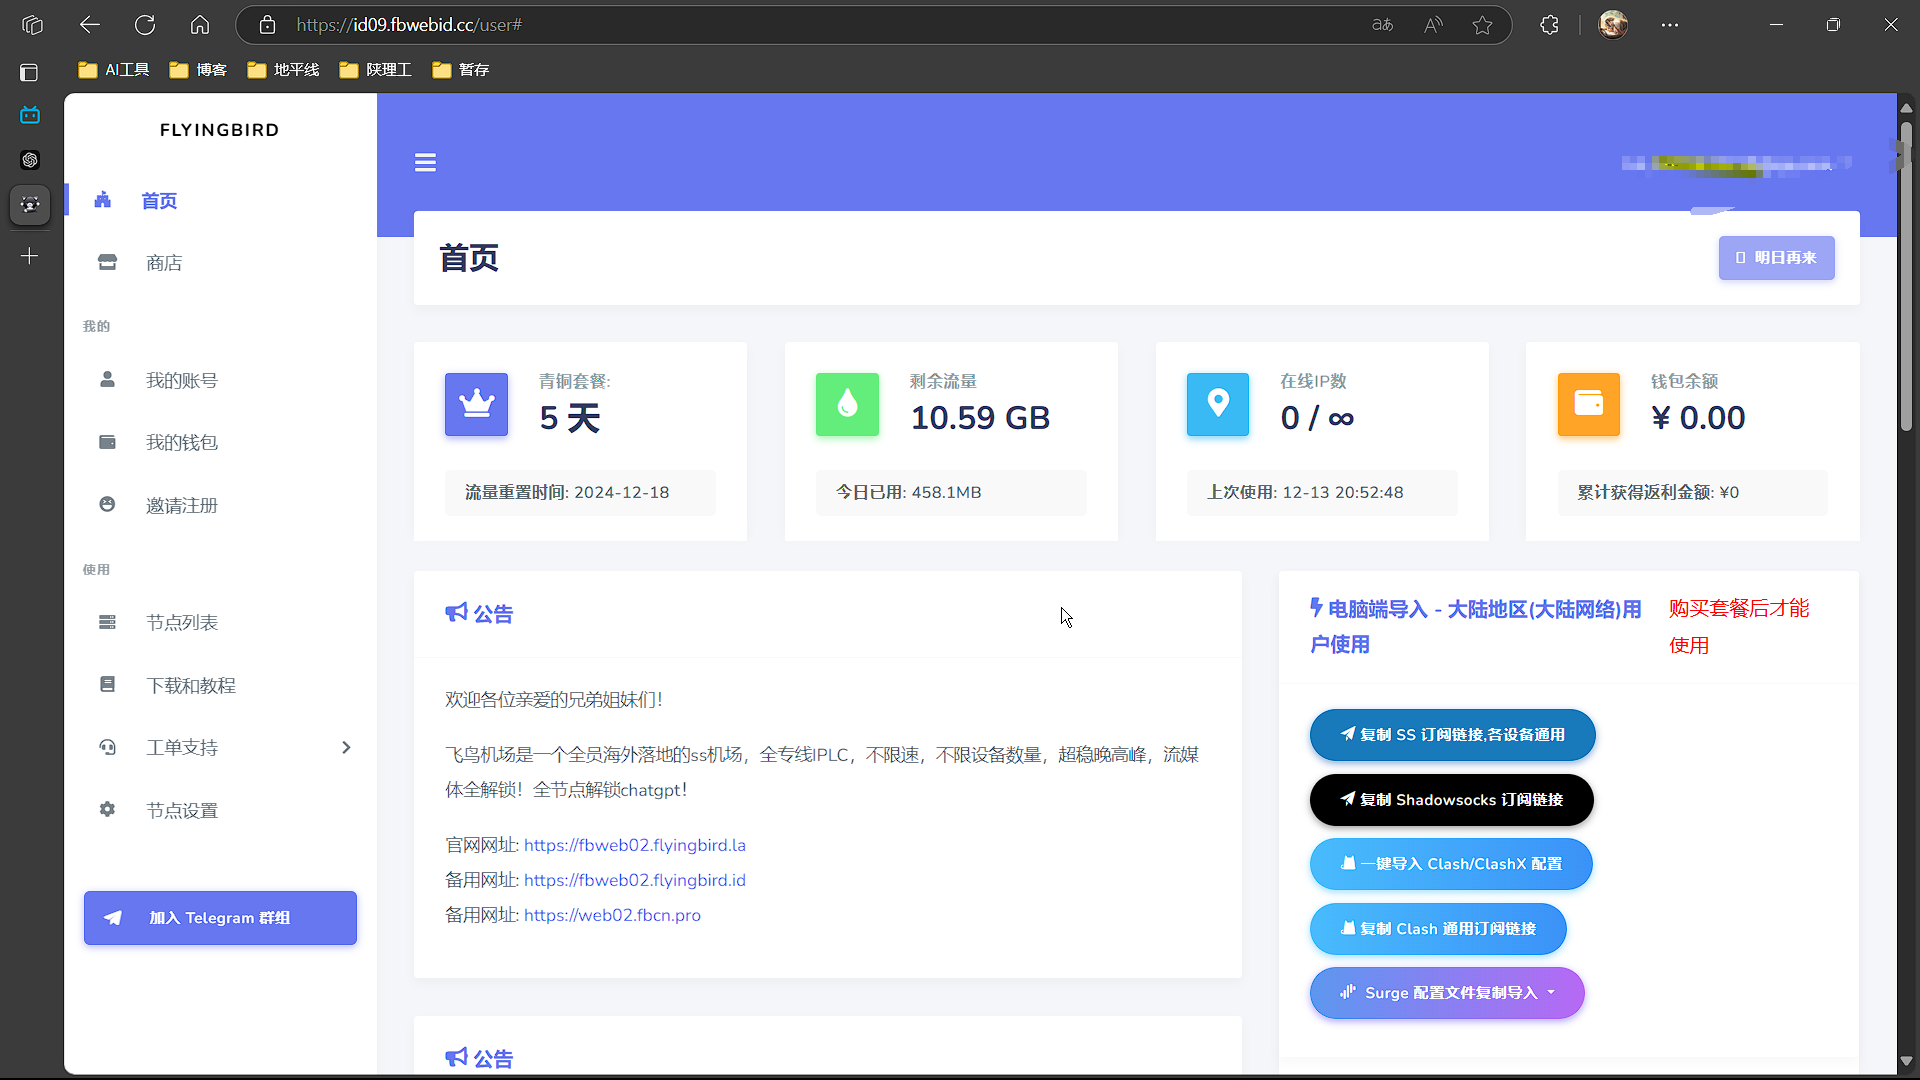 https://id09.fbwebid.cc/user#
AI工具
博客
地平线
陕理工
暂存
FLYINGBIRD
首页
商店
我的
我的账号
我的钱包
邀请注册
使用
节点列表
下载和教程
工单支持
节点设置
加入 Telegram 群组
首页
明日再来
青铜套餐:
5 天
流量重置时间: 2024-12-18
剩余流量
10.59 GB
今日已用: 458.1MB
在线IP数
0 / ∞
上次使用: 12-13 20:52:48
钱包余额
¥ 0.00
累计获得返利金额: ¥0
公告
欢迎各位亲爱的兄弟姐妹们！
飞鸟机场是一个全员海外落地的ss机场，全专线IPLC，不限速，不限设备数量，超稳晚高峰，流媒
体全解锁！全节点解锁chatgpt！
官网网址: https://fbweb02.flyingbird.la
备用网址: https://fbweb02.flyingbird.id
备用网址: https://web02.fbcn.pro
公告
电脑端导入 - 大陆地区(大陆网络)用
户使用
购买套餐后才能
使用
复制 SS 订阅链接,各设备通用
复制 Shadowsocks 订阅链接
一键导入 Clash/ClashX 配置
复制 Clash 通用订阅链接
Surge 配置文件复制导入